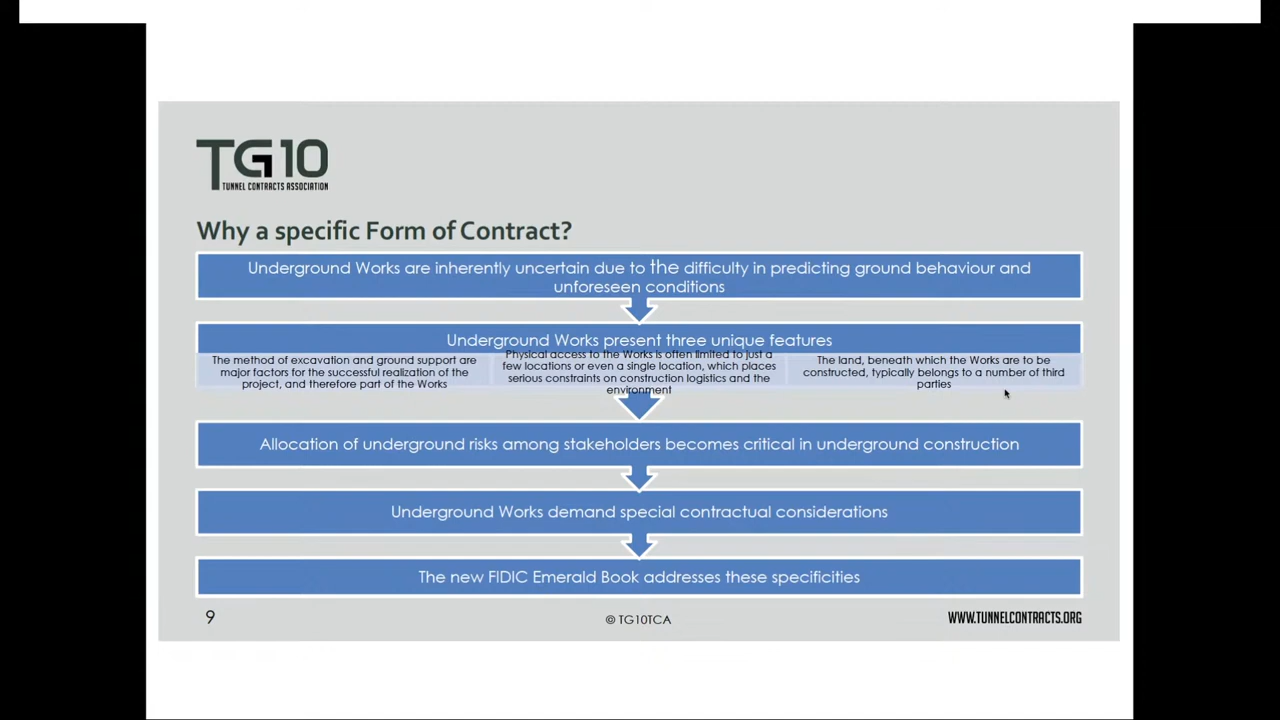 TG10
TUNNEL CONTRACTS ASSOCIATION
Why a specific Form of Contract?
Underground Works are inherently uncertain due to the difficulty in predicting ground behaviour and
unforeseen conditions
Underground Works present three unique features
The method of excavation and ground support are
major factors for the successful realization of the
project, and therefore part of the Works
Physical access to the Works is often limited to just a
few locations or even a single location, which places
serious constraints on construction logistics and the
environment
The land, beneath which the Works are to be
constructed, typically belongs to a number of third
parties
Allocation of underground risks among stakeholders becomes critical in underground construction
Underground Works demand special contractual considerations
The new FIDIC Emerald Book addresses these specificities
9
© TG10TCA
WWW.TUNNELCONTRACTS.ORG